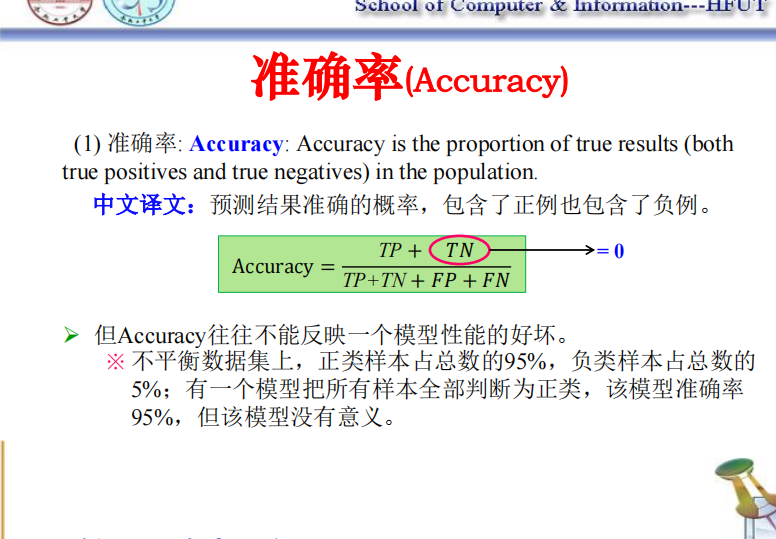 School of Computer & Information---HFUT
准确率(Accuracy)
(1) 准确率: Accuracy: Accuracy is the proportion of true results (both
true positives and true negatives) in the population.
中文译文：预测结果准确的概率，包含了正例也包含了负例。
Accuracy = (TP + TN) / (TP+TN + FP + FN) = 0
➢ 但Accuracy往往不能反映一个模型性能的好坏。
※ 不平衡数据集上，正类样本占总数的95%，负类样本占总数的
5%；有一个模型把所有样本全部判断为正类，该模型准确率
95%，但该模型没有意义。